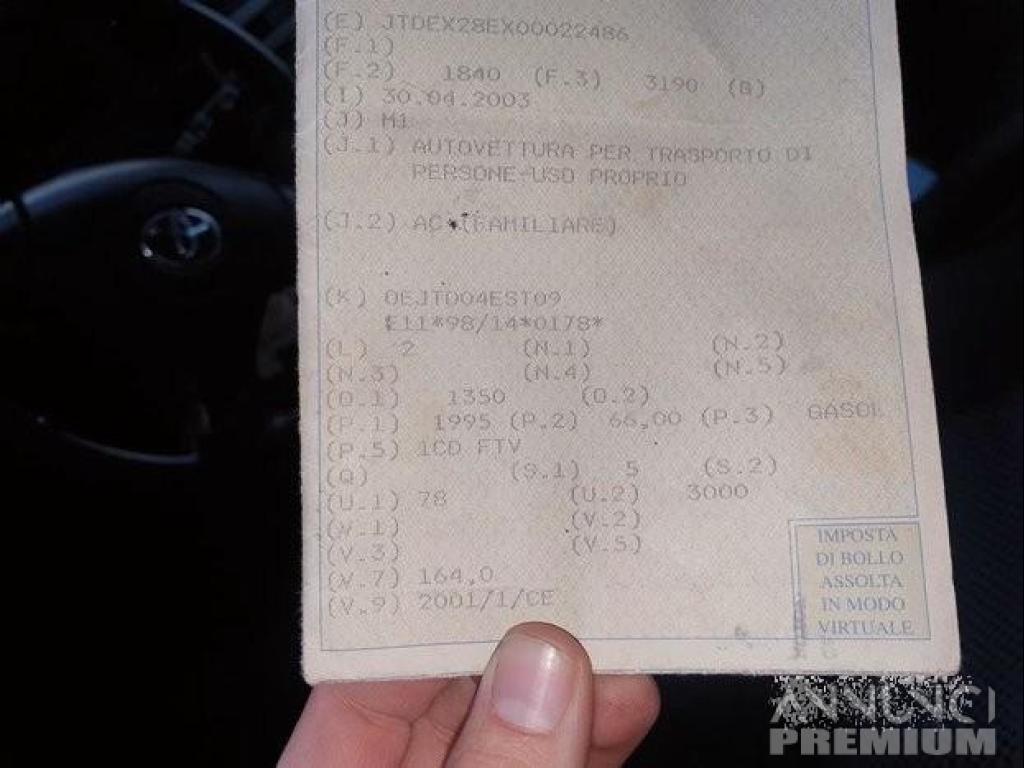 (E) JTDEX28EX00022486
(F.1)
(F.2) 1840 (F.3) 3190 (G)
(I) 30.04.2003
(J) M1
(J.1) AUTOVETTURA PER TRASPORTO DI
PERSONE-USO PROPRIO
(J.2) AC (FAMILIARE)
(K) OEJTD04EST09
E11*98/14*0178*
(L) 2 (N.1) (N.2)
(N.3) (N.4) (N.5)
(O.1) 1350 (O.2)
(P.1) 1995 (P.2) 66,00 (P.3) GASOL
(P.5) 1CD FTV
(Q) (S.1) 5 (S.2)
(U.1) 78 (U.2) 3000
(V.1) (V.2)
(V.3) (V.5)
(V.7) 164,0
(V.9) 2001/1/CE
IMPOSTA
DI BOLLO
ASSOLTA
IN MODO
VIRTUALE
ANNUNCI
PREMIUM